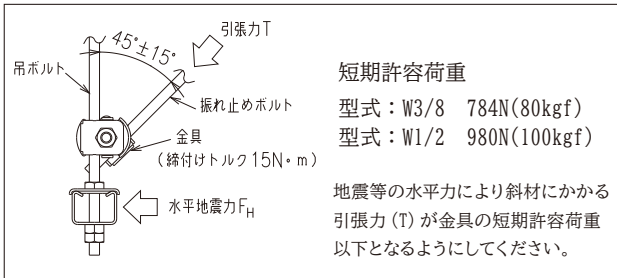 引張力T
45°±15°
吊ボルト
振れ止めボルト
金具
(締付けトルク15N・m)
水平地震力FH
短期許容荷重
型式：W3/8 784N(80kgf)
型式：W1/2 980N(100kgf)
地震等の水平力により斜材にかかる
引張力(T)が金具の短期許容荷重
以下となるようにしてください。